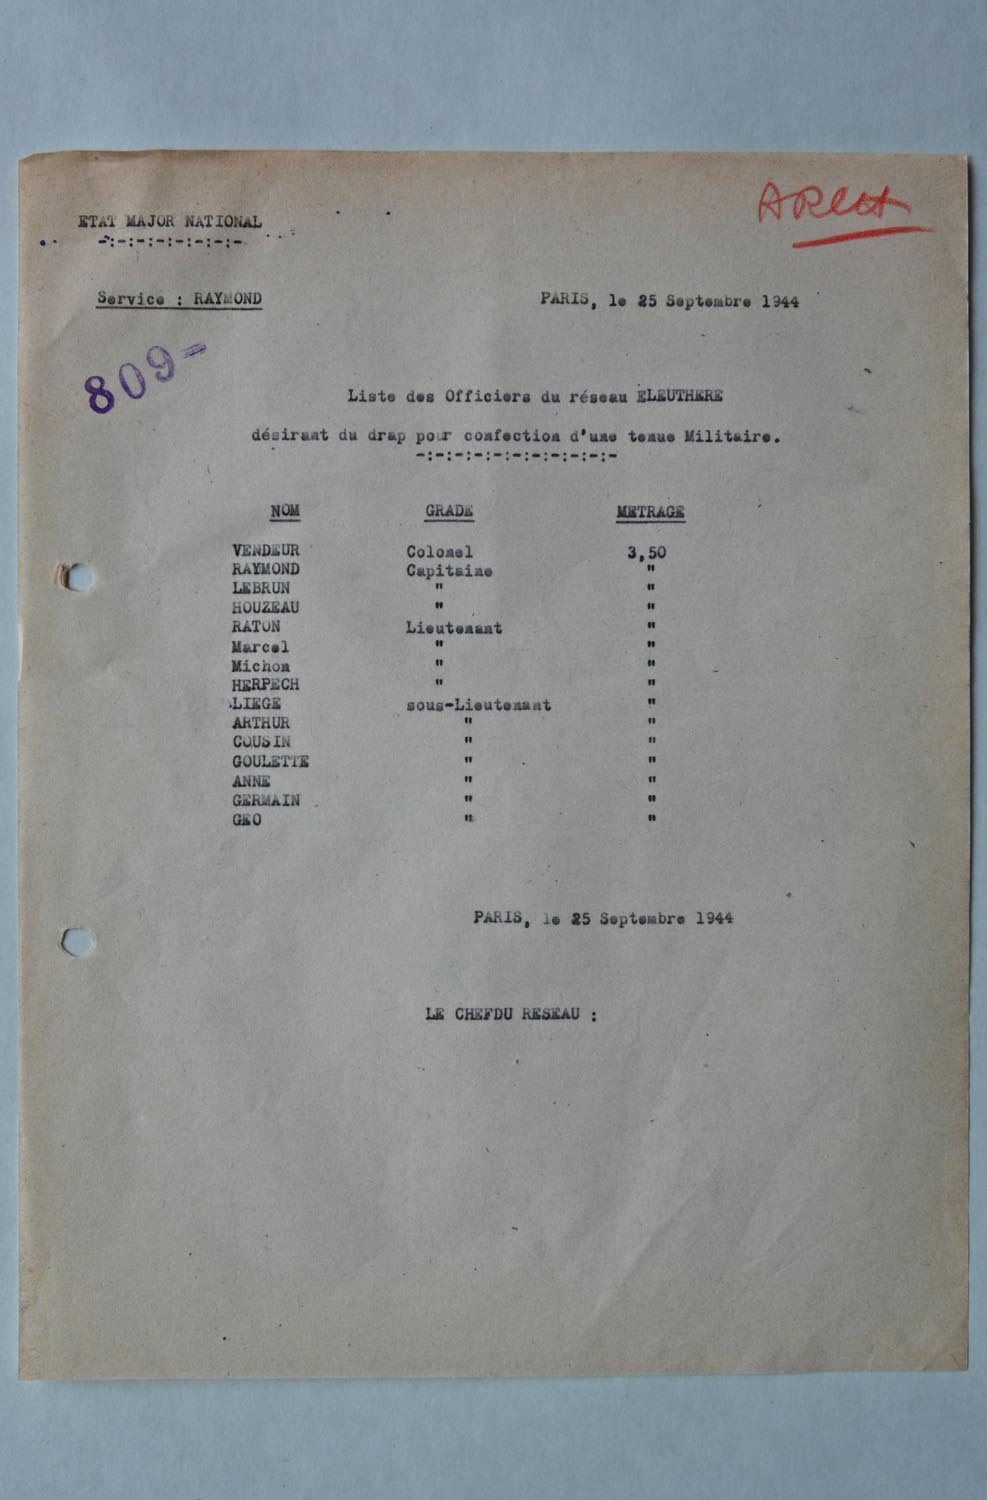 ARCH
ETAT MAJOR NATIONAL
-:-:-:-:-:-:-:-:-
Service : RAYMOND
PARIS, le 25 Septembre 1944
809-
Liste des Officiers du réseau ELEUTHERE
désirant du drap pour confection d'une tenue Militaire.
-:-:-:-:-:-:-:-:-:-:-:-
NOM GRADE METRAGE
VENDEUR Colonel 3,50
RAYMOND Capitaine "
LEBRUN " "
HOUZEAU " "
RATON Lieutenant "
Marcel " "
Michon " "
HERPECH " "
LIEGE sous-Lieutenant "
ARTHUR " "
COUSIN " "
GOULETTE " "
ANNE " "
GERMAIN " "
GEO " "
PARIS, le 25 Septembre 1944
LE CHEFDU RESEAU :